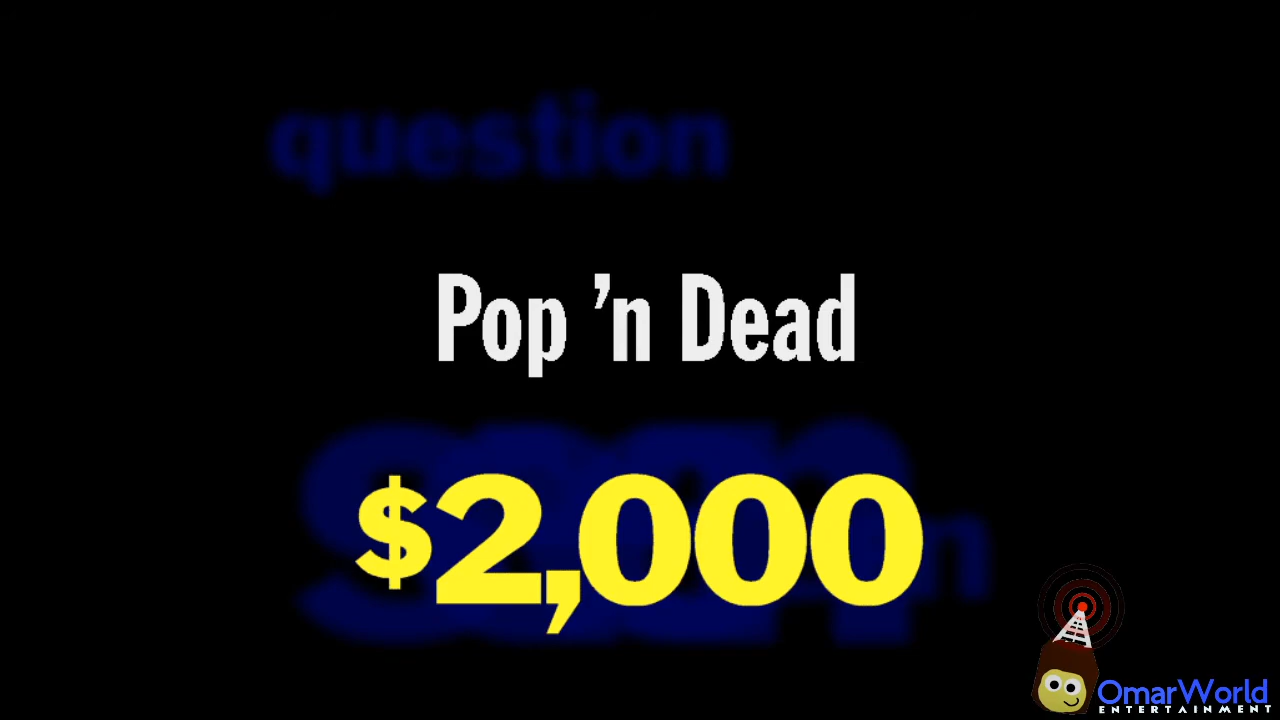 question
Pop ’n Dead
$2,000
OmarWorld
ENTERTAINMENT